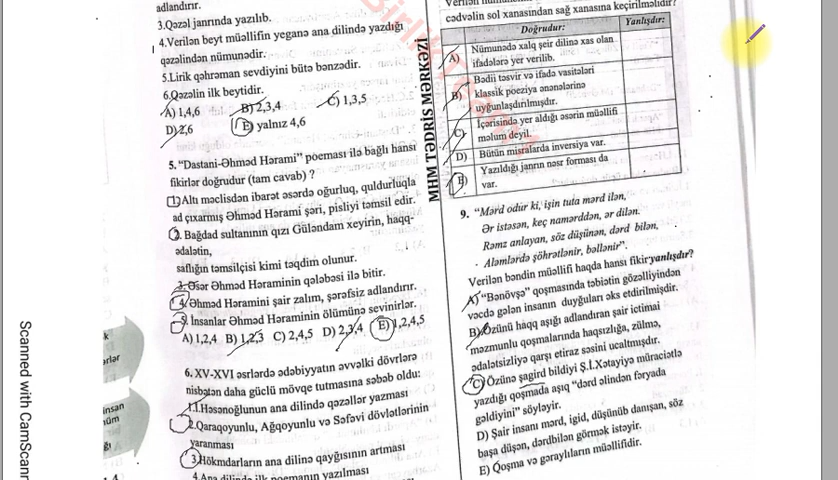 adlandırır.
3.Qəzəl janrında yazılıb.
4.Verilən beyt müəllifin yeganə ana dilində yazdığı
qəzəlindən nümunədir.
5.Lirik qəhrəman sevdiyini bütə bənzədir.
6.Qəzəlin ilk beytidir.
A) 1,4,6 B) 2,3,4 C) 1,3,5
D) 2,6 E) yalnız 4,6
5. “Dastani-Əhməd Hərami” poeması ilə bağlı hansı
fikirlər doğrudur (tam cavab) ?
1)Altı məclisdən ibarət əsərdə oğurluq, quldurluqla
ad çıxarmış Əhməd Hərami şəri, pisliyi təmsil edir.
2. Bağdad sultanının qızı Güləndam xeyirin, haqq-
ədalətin,
saflığın təmsilçisi kimi təqdim olunur.
3.Əsər Əhməd Həraminin qələbəsi ilə bitir.
4.Əhməd Həramini şair zalım, şərəfsiz adlandırır.
5. İnsanlar Əhməd Həraminin ölümünə sevinirlər.
A) 1,2,4 B) 1,2,3 C) 2,4,5 D) 2,3,4 E) 1,2,4,5
6. XV-XVI əsrlərdə ədəbiyyatın əvvəlki dövrlərə
nisbətən daha güclü mövqe tutmasına səbəb oldu:
1.Həsənoğlunun ana dilində qəzəllər yazması
2.Qaraqoyunlu, Ağqoyunlu və Səfəvi dövlətlərinin
yaranması
3.Hökmdarların ana dilinə qayğısının artması
4.Ana dilində ilk poemanın yazılması
MHM TƏDRİS MƏRKƏZİ
cədvəlin sol xanasından sağ xanasına keçirilməlidir?
Doğrudur: Yanlışdır:
A) Nümunədə xalq şeir dilinə xas olan
ifadələrə yer verilib.
B) Bədii təsvir və ifadə vasitələri
klassik poeziya ənənələrinə
uyğunlaşdırılmışdır.
C) İçərisində yer aldığı əsərin müəllifi
məlum deyil.
D) Bütün misralarda inversiya var.
E) Yazıldığı janrın nəsr forması da
var.
9. “Mərd odur ki, işin tuta mərd ilən,
Ər istəsən, keç namərddən, ər dilən.
Rəmz anlayan, söz düşünən, dərd bilən,
Aləmlərdə şöhrətlənir, bəllənir”.
Verilən bəndin müəllifi haqda hansı fikir yanlışdır?
A) “Bənövşə” qoşmasında təbiətin gözəlliyindən
vəcdə gələn insanın duyğuları əks etdirilmişdir.
B) Özünü haqq aşığı adlandıran şair ictimai
məzmunlu qoşmalarında haqsızlığa, zülmə,
ədalətsizliyə qarşı etiraz səsini ucaltmışdır.
C) Özünə şagird bildiyi Ş.İ.Xətayiyə müraciətlə
yazdığı qoşmada aşıq “dərd əlindən fəryada
gəldiyini” söyləyir.
D) Şair insanı mərd, igid, düşünüb danışan, söz
başa düşən, dərdbilən görmək istəyir.
E) Qoşma və gəraylıların müəllifidir.
Scanned with CamScanr